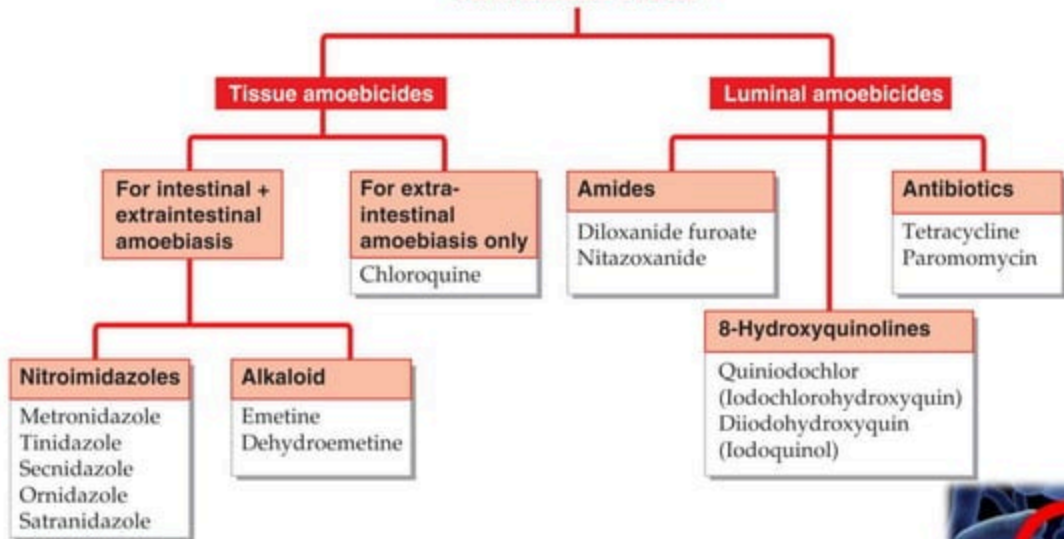 Tissue amoebicides
Luminal amoebicides
For intestinal +
extraintestinal
amoebiasis
For extra-
intestinal
amoebiasis only
Chloroquine
Amides
Diloxanide furoate
Nitazoxanide
Antibiotics
Tetracycline
Paromomycin
8-Hydroxyquinolines
Quiniodochlor
(Iodochlorohydroxyquin)
Diiodohydroxyquin
(Iodoquinol)
Nitroimidazoles
Metronidazole
Tinidazole
Secnidazole
Ornidazole
Satranidazole
Alkaloid
Emetine
Dehydroemetine